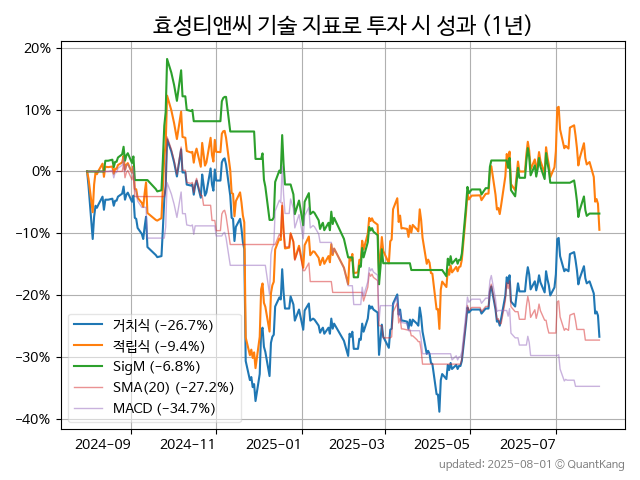 효성티앤씨 기술 지표로 투자 시 성과 (1년)
20%
10%
0%
−10%
−20%
−30%
−40%
거치식 (−26.7%)
적립식 (−9.4%)
SigM (−6.8%)
SMA(20) (−27.2%)
MACD (−34.7%)
2024-09
2024-11
2025-01
2025-03
2025-05
2025-07
updated: 2025-08-01 © QuantKang